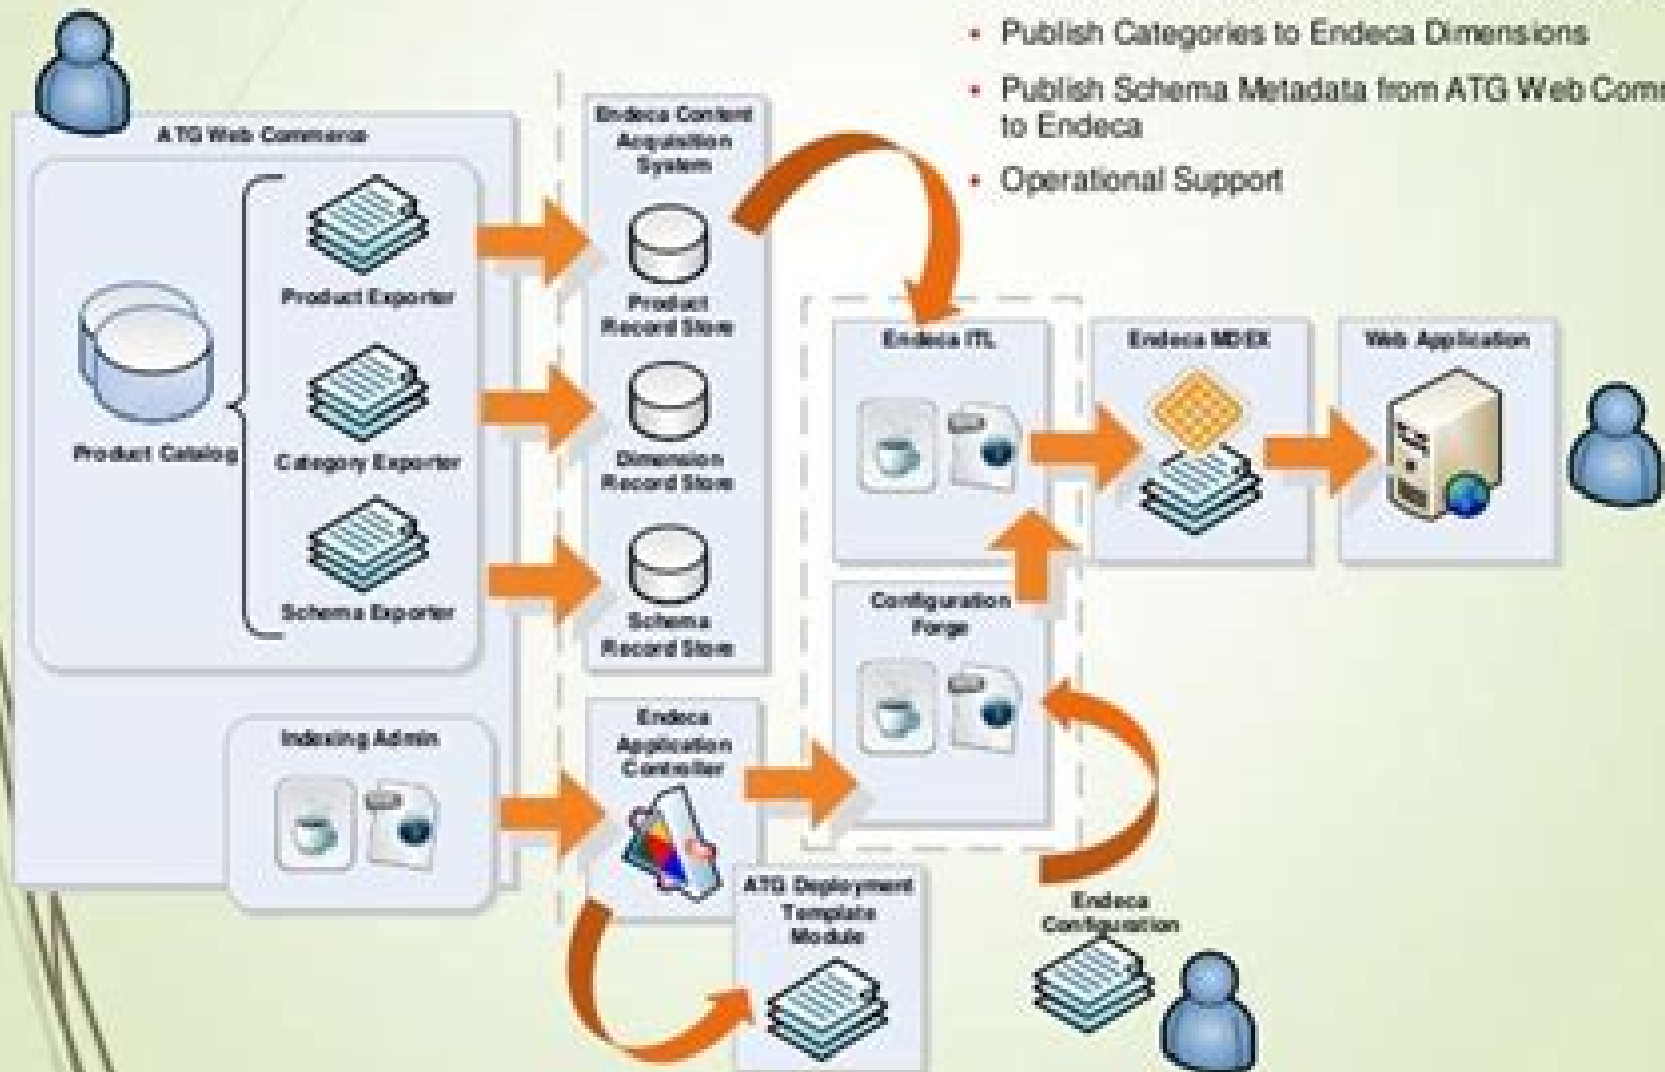 • Publish Categories to Endeca Dimensions
• Publish Schema Metadata from ATG Web Comm
to Endeca
• Operational Support
ATG Web Commerce
Product Catalog
Product Exporter
Category Exporter
Schema Exporter
Indexing Admin
Endeca Content
Acquisition
System
Product
Record Store
Dimension
Record Store
Schema
Record Store
Endeca
Application
Controller
ATG Deployment
Template
Module
Endeca ITL
Configuration
Forge
Endeca
Configuration
Endeca MDEX
Web Application